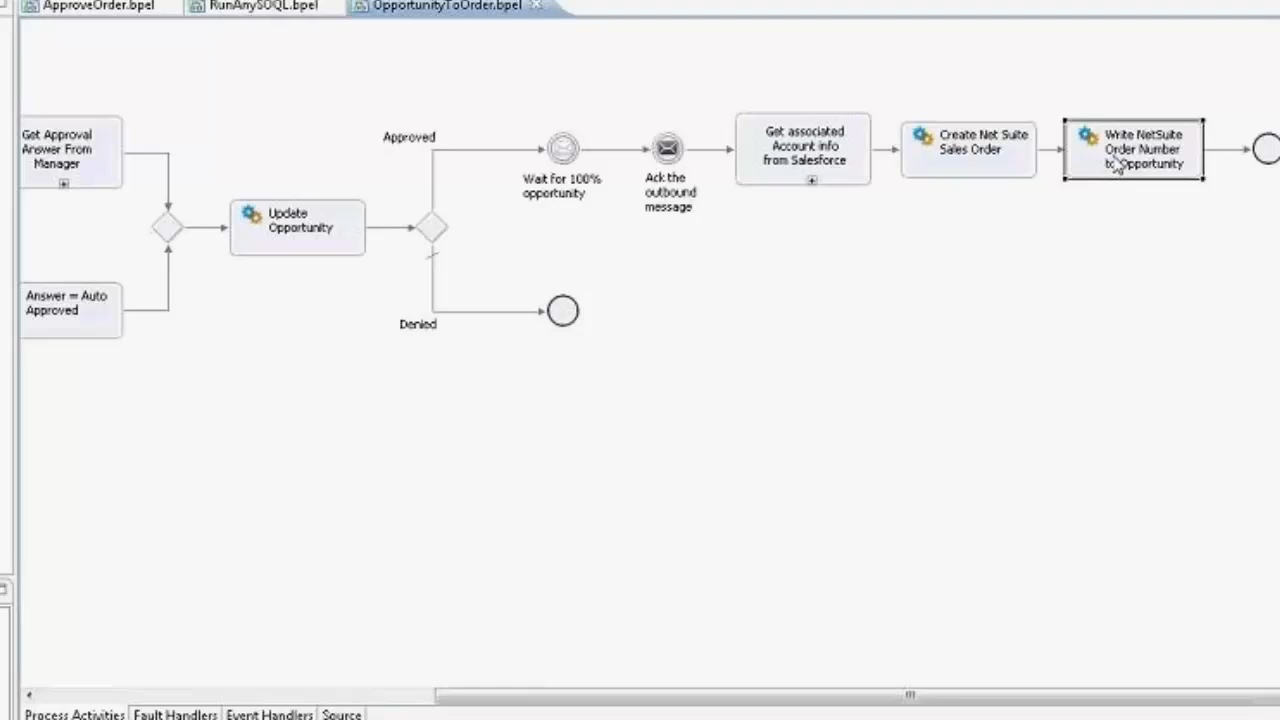 ApproveOrder.bpel
RunAnySOQL.bpel
OpportunityToOrder.bpel
Get Approval
Answer From
Manager
Answer = Auto
Approved
Update
Opportunity
Approved
Denied
Wait for 100%
opportunity
Ack the
outbound
message
Get associated
Account info
from Salesforce
Create Net Suite
Sales Order
Write NetSuite
Order Number
to Opportunity
Process Activities
Fault Handlers
Event Handlers
Source